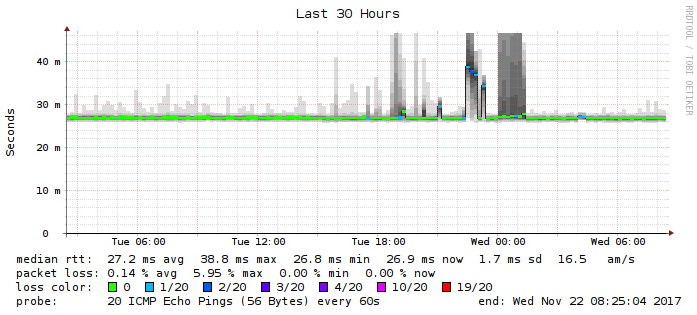 Last 30 Hours
RRDTOOL / TOBI OETIKER
Seconds
40 m
30 m
20 m
10 m
0
Tue 06:00 Tue 12:00 Tue 18:00 Wed 00:00 Wed 06:00
median rtt: 27.2 ms avg 38.8 ms max 26.8 ms min 26.9 ms now 1.7 ms sd 16.5 am/s
packet loss: 0.14 % avg 5.95 % max 0.00 % min 0.00 % now
loss color: 0 1/20 2/20 3/20 4/20 10/20 19/20
probe: 20 ICMP Echo Pings (56 Bytes) every 60s end: Wed Nov 22 08:25:04 2017